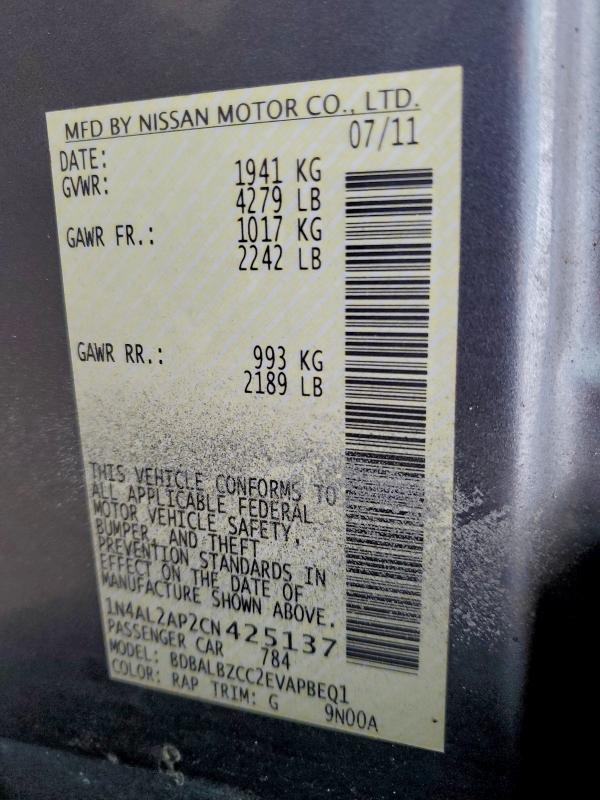 MFD BY NISSAN MOTOR CO., LTD.
DATE: 07/11
GVWR: 1941 KG
4279 LB
GAWR FR.: 1017 KG
2242 LB
GAWR RR.: 993 KG
2189 LB
THIS VEHICLE CONFORMS TO
ALL APPLICABLE FEDERAL
MOTOR VEHICLE SAFETY,
BUMPER, AND THEFT
PREVENTION STANDARDS IN
EFFECT ON THE DATE OF
MANUFACTURE SHOWN ABOVE.
1N4AL2AP2CN425137
PASSENGER CAR 784
MODEL: BDBALBZCC2EVAPBEQ1
COLOR: RAP TRIM: G 9N00A